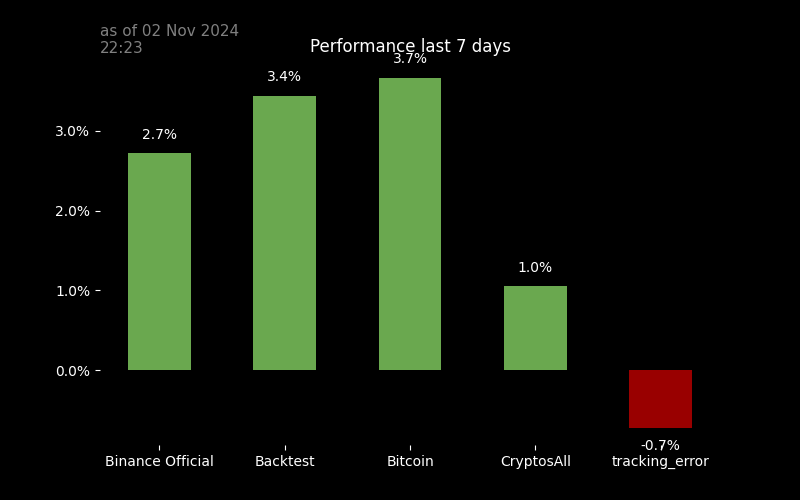 as of 02 Nov 2024
22:23
Performance last 7 days
3.7%
3.4%
2.7%
1.0%
-0.7%
3.0%
2.0%
1.0%
0.0%
Binance Official
Backtest
Bitcoin
CryptosAll
tracking_error